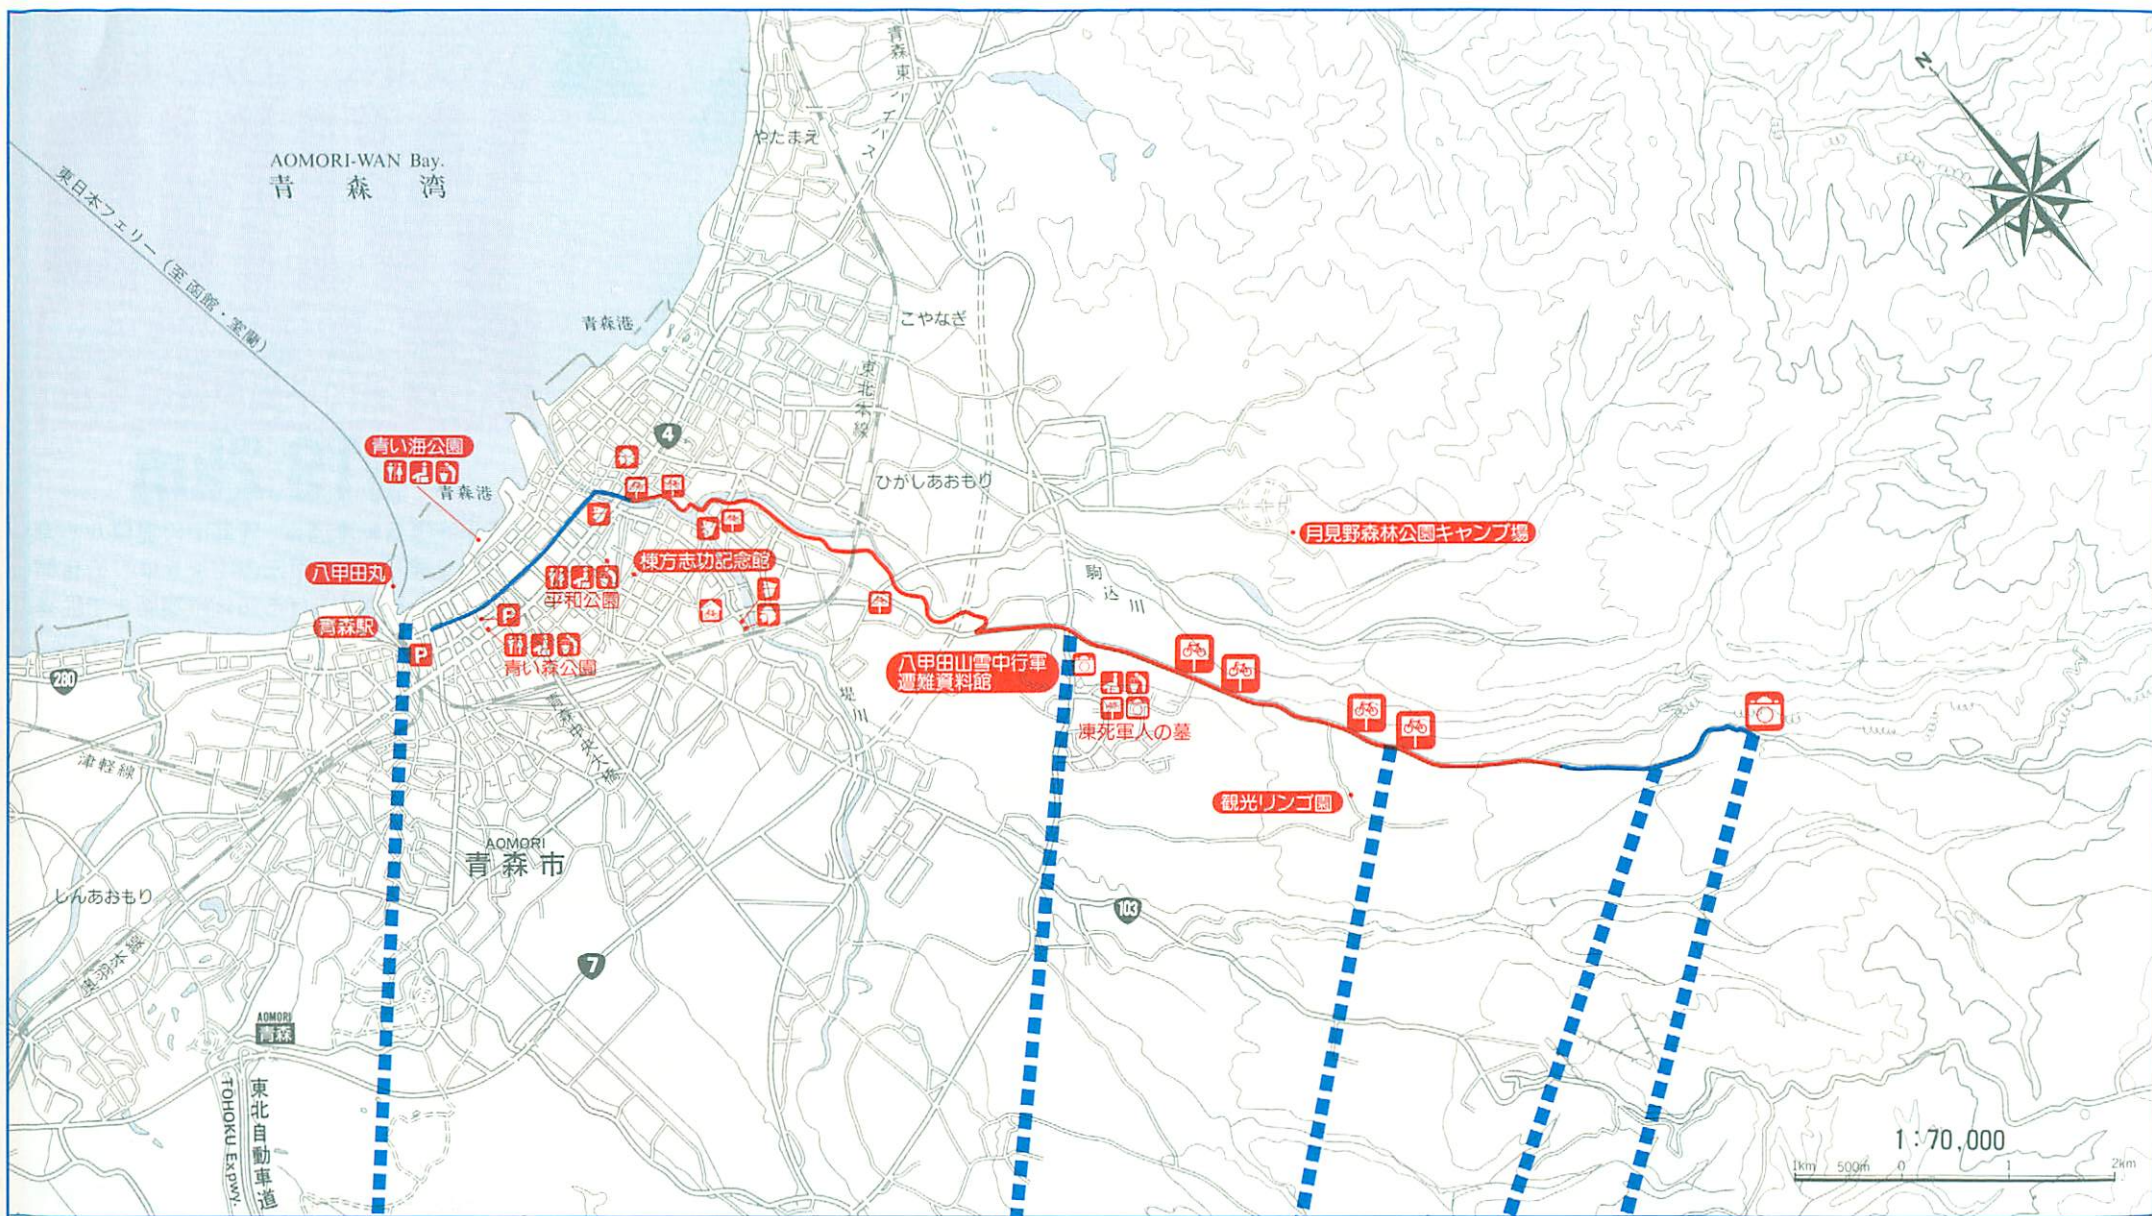 AOMORI-WAN Bay.
青森湾
東日本フェリー(至函館・室蘭)
青森東バイパス
やたまえ
N
青森港
こやなぎ
東北本線
4
青い海公園
青森港
ひがしあおもり
月見野森林公園キャンプ場
八甲田丸
棟方志功記念館
平和公園
駒込川
青森駅
P
P
青い森公園
280
八甲田山雪中行軍
遭難資料館
堤川
凍死軍人の墓
青森中央大橋
津軽線
観光リンゴ園
AOMORI
青森市
しんあおもり
103
奥羽本線
7
AOMORI
青森
東北自動車道
TOHOKU Expwy.
1:70,000
1km 500m 0 1 2km